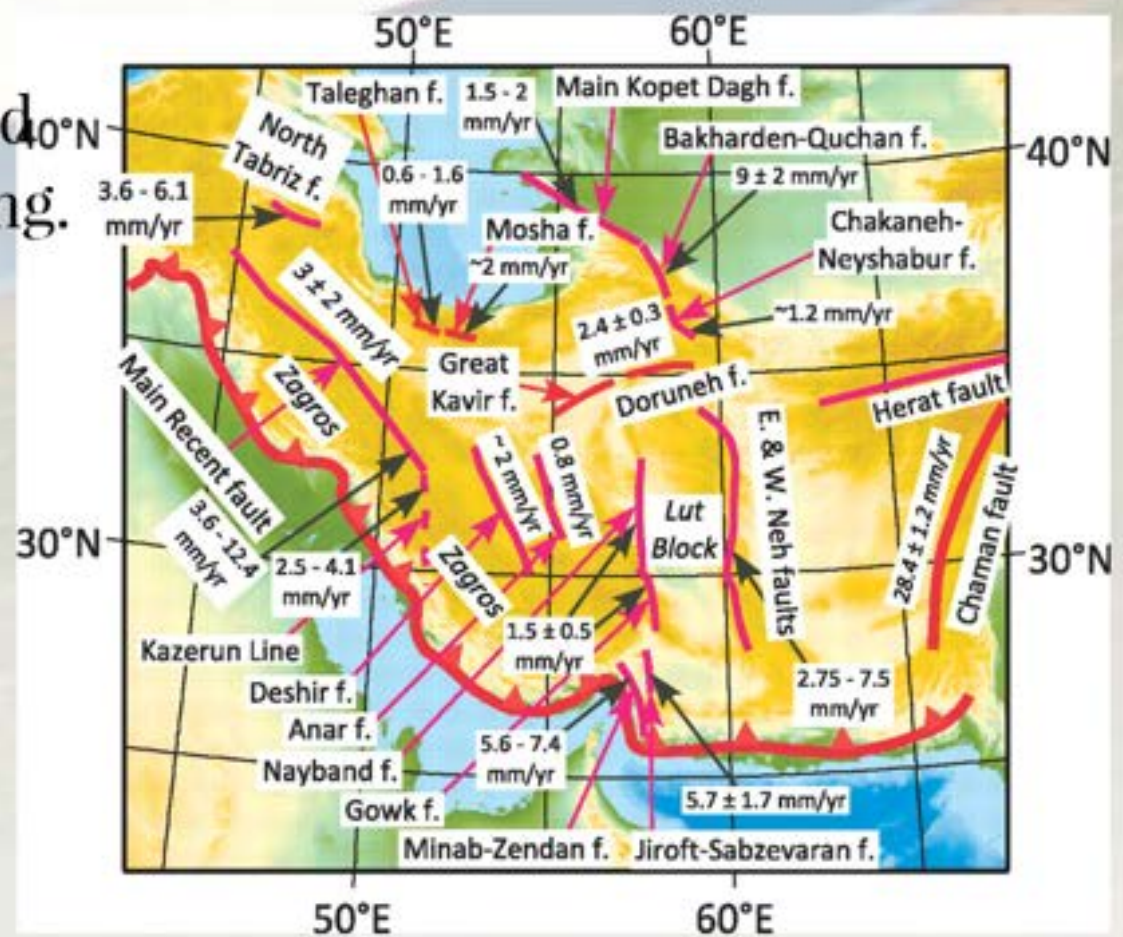 50°E
60°E
d
ng.
40°N
40°N
Taleghan f.
1.5 - 2
mm/yr
Main Kopet Dagh f.
Bakharden-Quchan f.
North
Tabriz f.
0.6 - 1.6
mm/yr
9 ± 2 mm/yr
3.6 - 6.1
mm/yr
Mosha f.
Chakaneh-
Neyshabur f.
~2 mm/yr
3 ± 2 mm/yr
2.4 ± 0.3
mm/yr
~1.2 mm/yr
Main Recent fault
Zagros
Great
Kavir f.
Doruneh f.
Herat fault
~2 mm/yr
0.8 mm/yr
E. & W. Neh faults
28.4 ± 1.2 mm/yr
Chaman fault
Lut
Block
30°N
30°N
3.6 - 12.4
mm/yr
2.5 - 4.1
mm/yr
Zagros
1.5 ± 0.5
mm/yr
Kazerun Line
Deshir f.
2.75 - 7.5
mm/yr
Anar f.
Nayband f.
5.6 - 7.4
mm/yr
Gowk f.
5.7 ± 1.7 mm/yr
Minab-Zendan f.
Jiroft-Sabzevaran f.
50°E
60°E